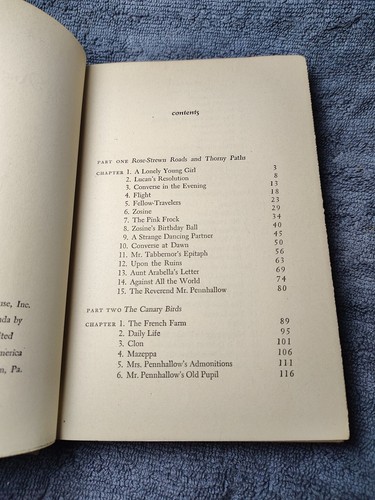 contents
PART ONE Rose-Strewn Roads and Thorny Paths
CHAPTER 1. A Lonely Young Girl 3
2. Lucan's Resolution 8
3. Converse in the Evening 13
4. Flight 18
5. Fellow-Travelers 23
6. Zosine 29
7. The Pink Frock 34
8. Zosine's Birthday Ball 40
9. A Strange Dancing Partner 45
10. Converse at Dawn 50
11. Mr. Tabbernor's Epitaph 56
12. Upon the Ruins 63
13. Aunt Arabella's Letter 69
14. Against All the World 74
15. The Reverend Mr. Pennhallow 80
PART TWO The Canary Birds
CHAPTER 1. The French Farm 89
2. Daily Life 95
3. Clon 101
4. Mazeppa 106
5. Mrs. Pennhallow's Admonitions 111
6. Mr. Pennhallow's Old Pupil 116
use, Inc.
nda by
ited
merica
n, Pa.